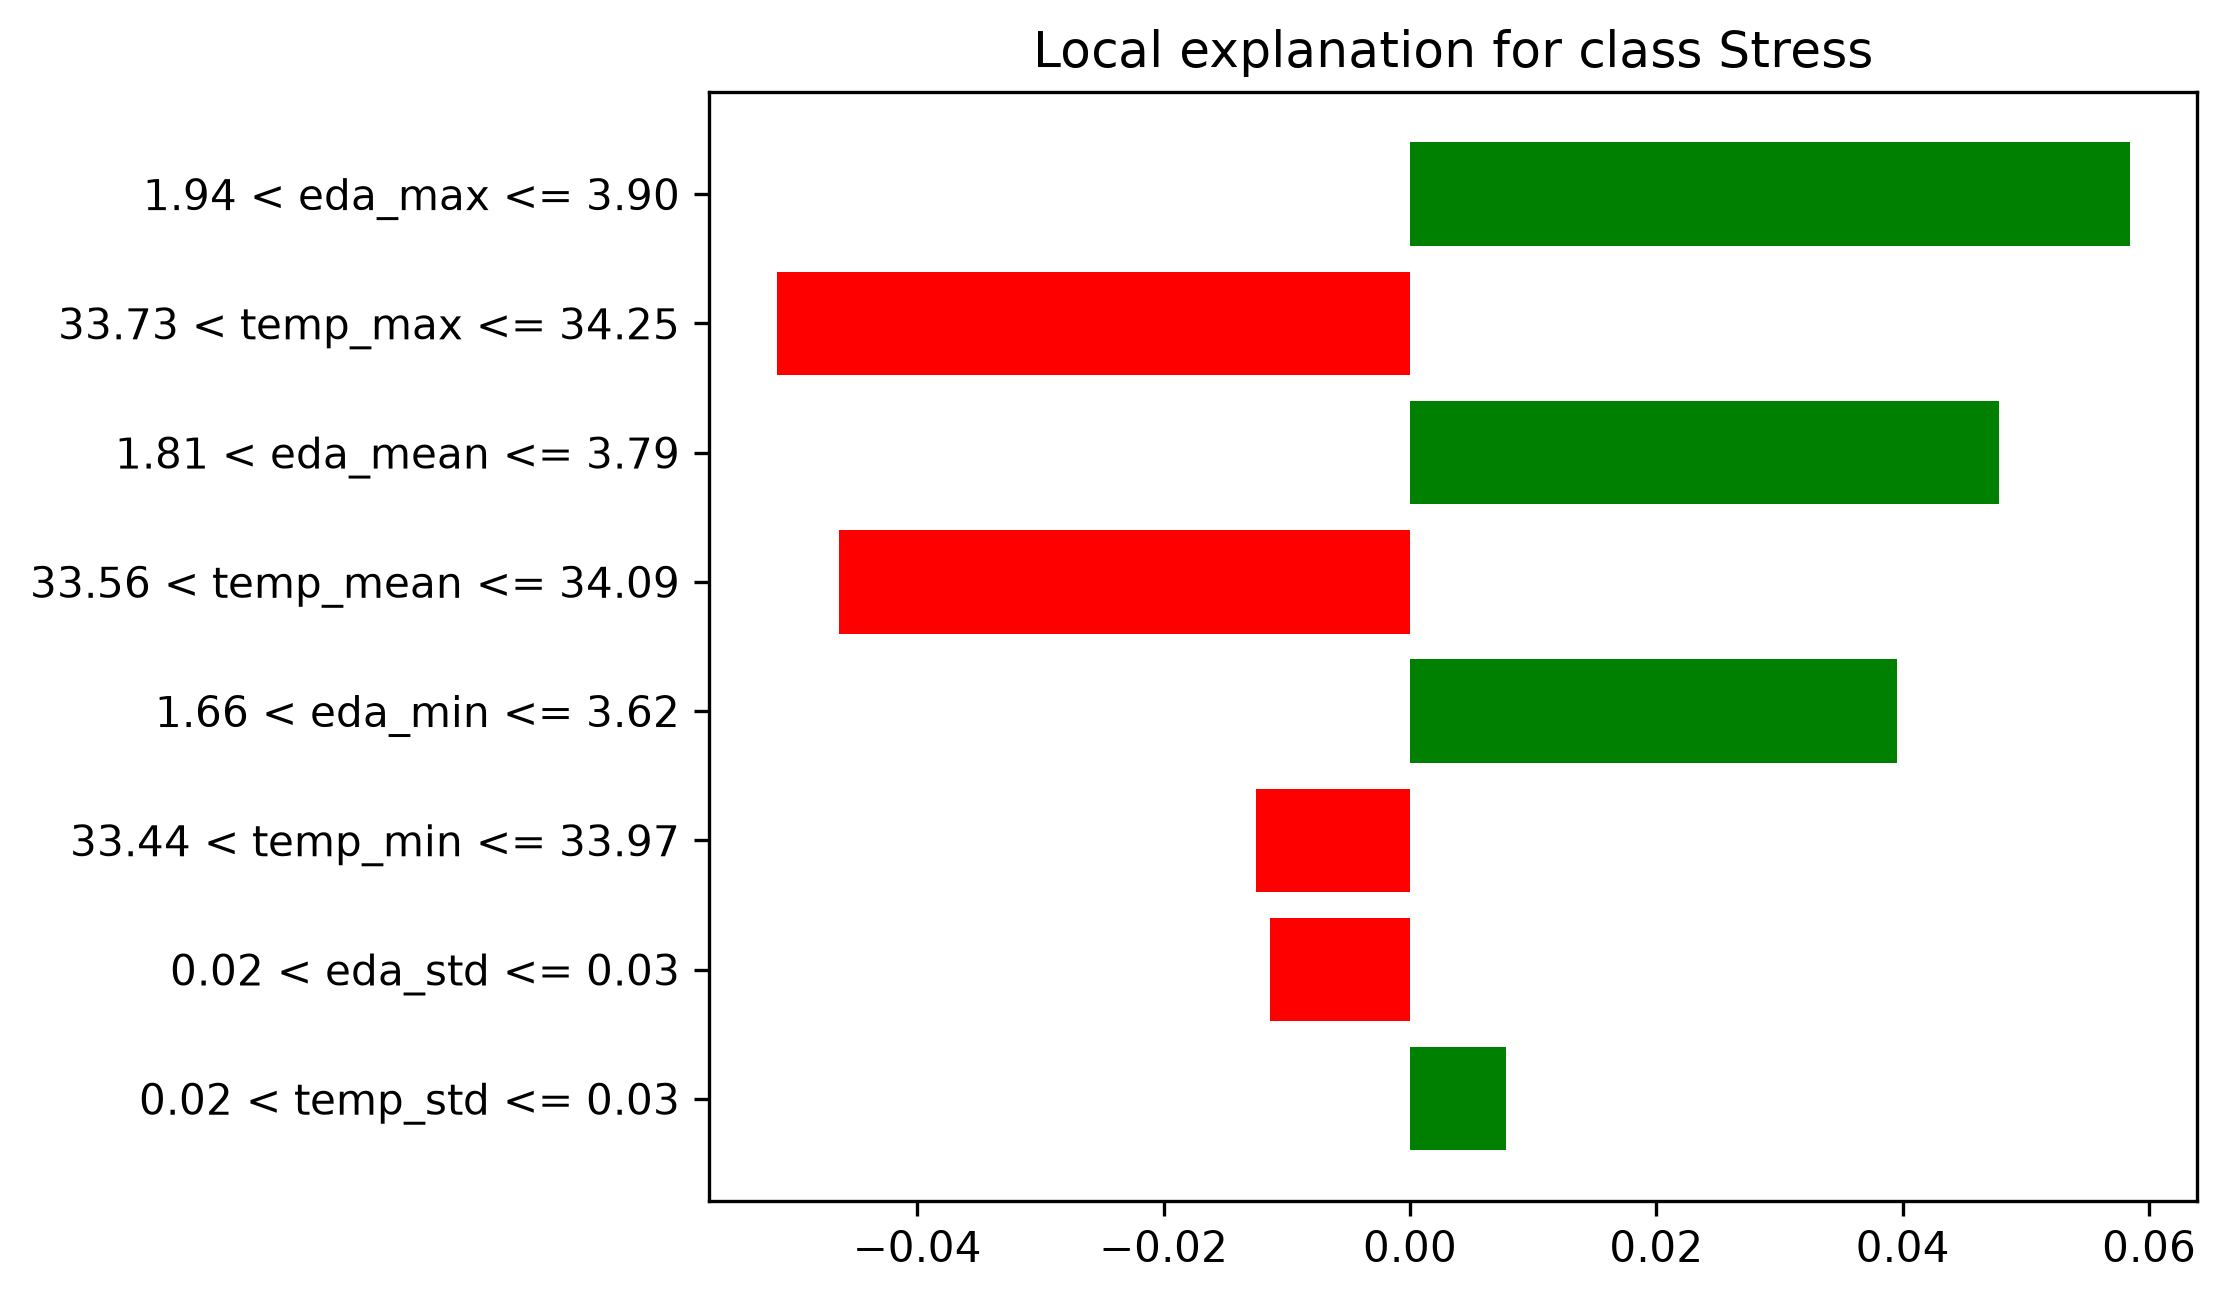 Local explanation for class Stress
1.94 < eda_max <= 3.90
33.73 < temp_max <= 34.25
1.81 < eda_mean <= 3.79
33.56 < temp_mean <= 34.09
1.66 < eda_min <= 3.62
33.44 < temp_min <= 33.97
0.02 < eda_std <= 0.03
0.02 < temp_std <= 0.03
−0.04 −0.02 0.00 0.02 0.04 0.06